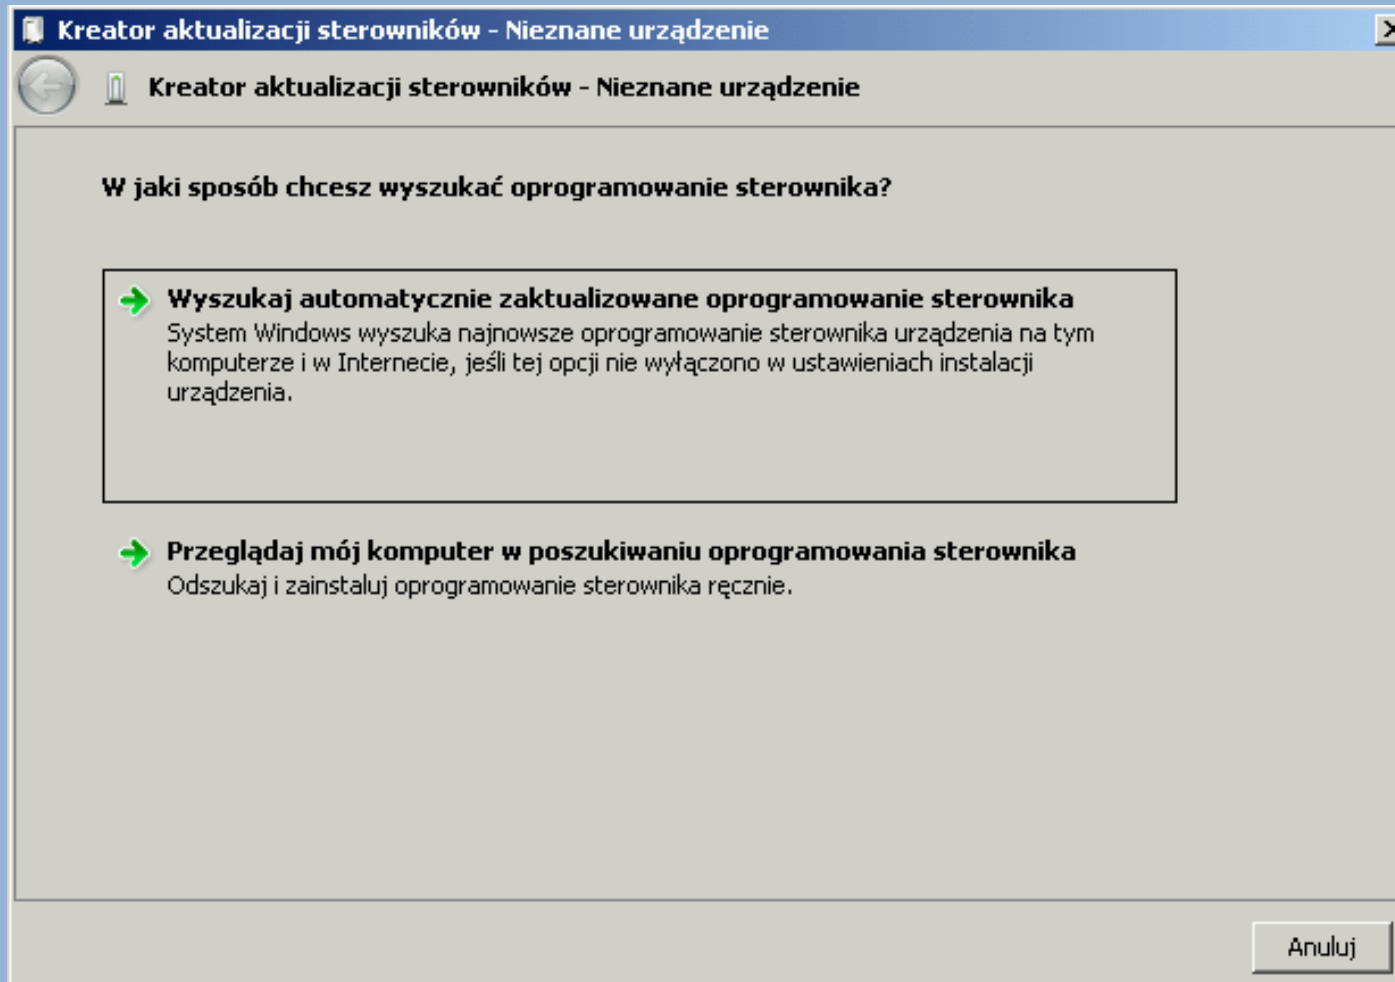 Kreator aktualizacji sterowników - Nieznane urządzenie
Kreator aktualizacji sterowników - Nieznane urządzenie
W jaki sposób chcesz wyszukać oprogramowanie sterownika?
Wyszukaj automatycznie zaktualizowane oprogramowanie sterownika
System Windows wyszuka najnowsze oprogramowanie sterownika urządzenia na tym
komputerze i w Internecie, jeśli tej opcji nie wyłączono w ustawieniach instalacji
urządzenia.
Przeglądaj mój komputer w poszukiwaniu oprogramowania sterownika
Odszukaj i zainstaluj oprogramowanie sterownika ręcznie.
Anuluj